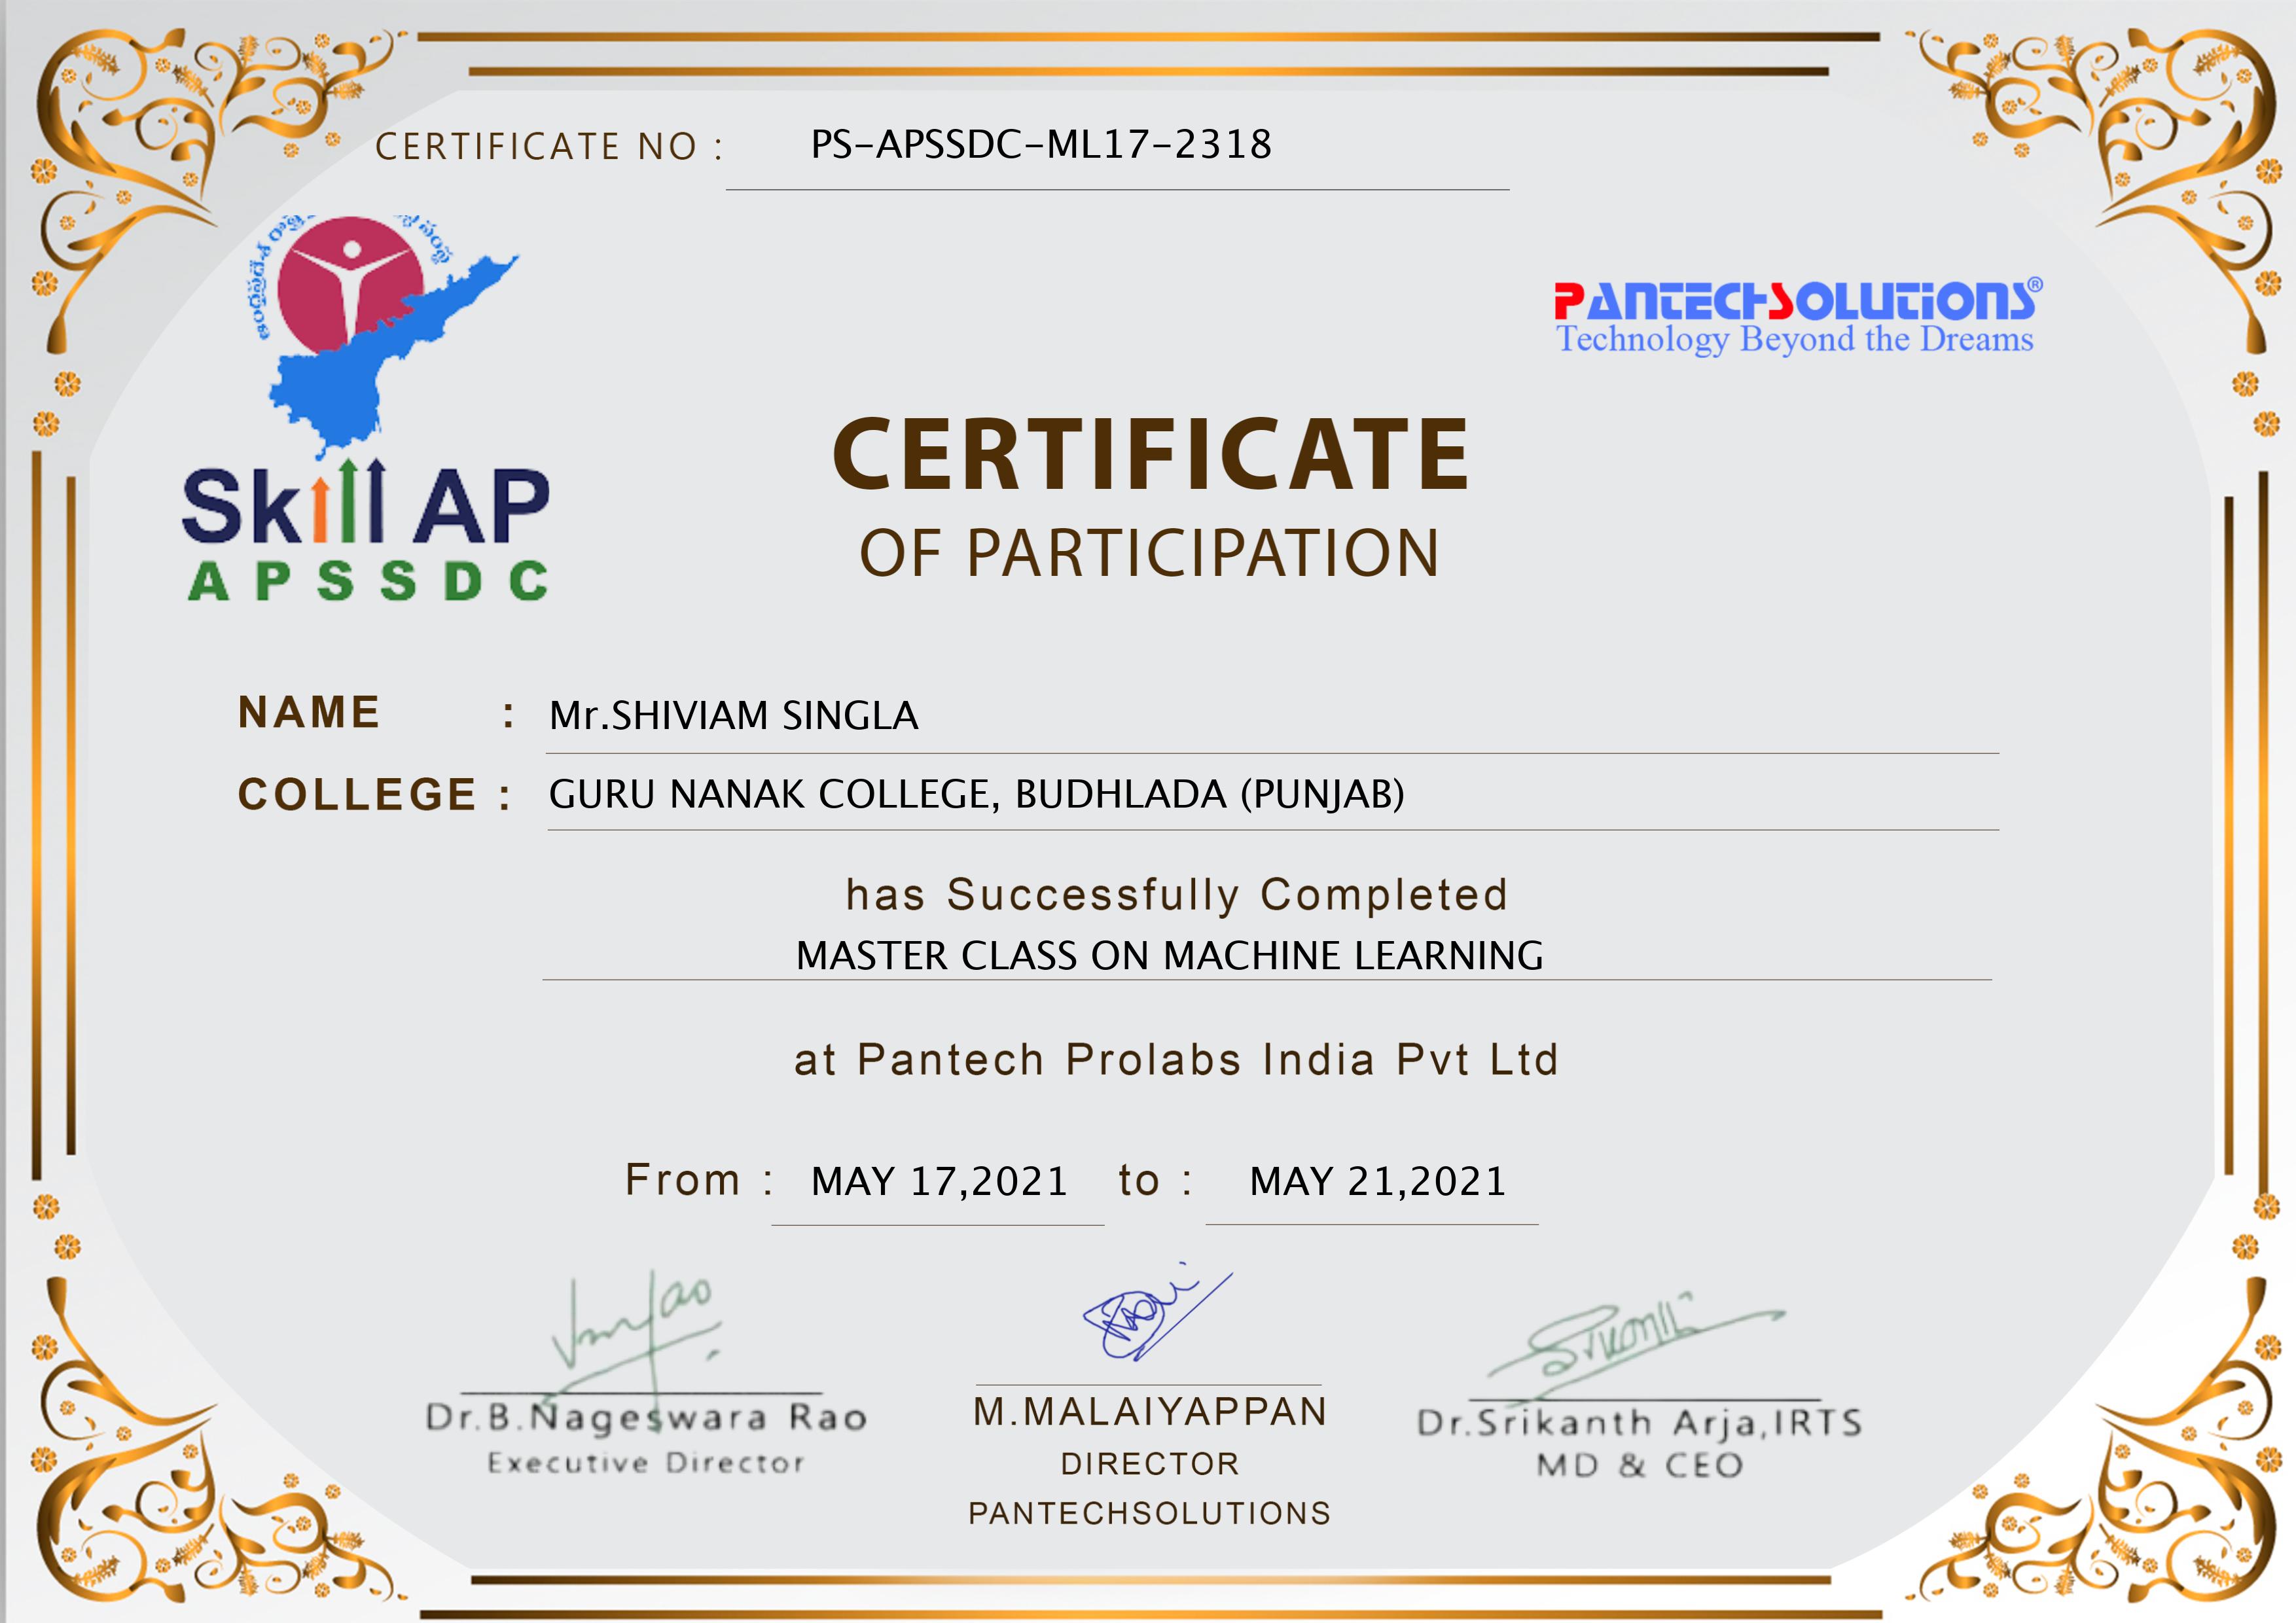 CERTIFICATE NO : PS-APSSDC-ML17-2318
PANTECHSOLUTIONS®
Technology Beyond the Dreams
Skill AP
APSSDC
CERTIFICATE
OF PARTICIPATION
NAME : Mr.SHIVIAM SINGLA
COLLEGE : GURU NANAK COLLEGE, BUDHLADA (PUNJAB)
has Successfully Completed
MASTER CLASS ON MACHINE LEARNING
at Pantech Prolabs India Pvt Ltd
From : MAY 17,2021 to : MAY 21,2021
Dr.B.Nageswara Rao
Executive Director
M.MALAIYAPPAN
DIRECTOR
PANTECHSOLUTIONS
Dr.Srikanth Arja,IRTS
MD & CEO